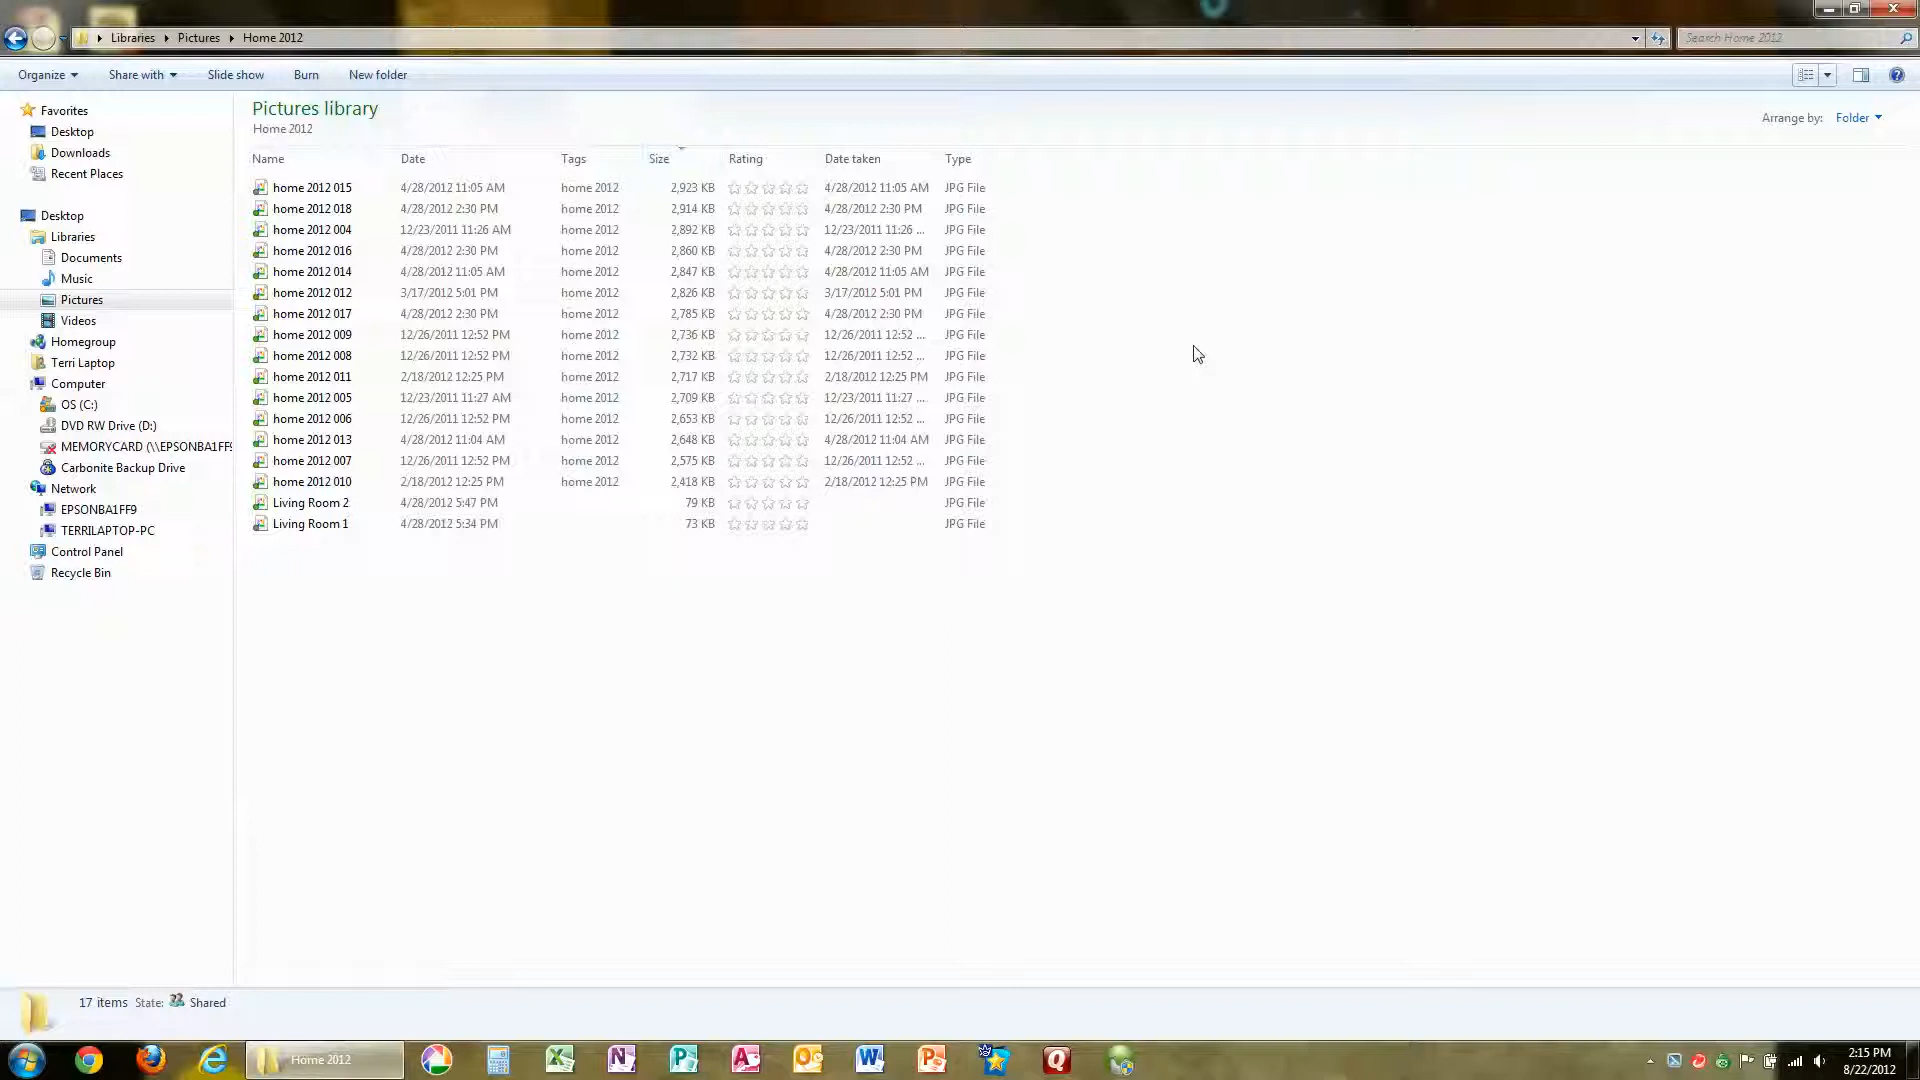 Libraries Pictures Home 2012 Search Home 2012
Organize Share with Slide show Burn New folder
Favorites
Desktop
Downloads
Recent Places
Desktop
Libraries
Documents
Music
Pictures
Videos
Homegroup
Terri Laptop
Computer
OS (C:)
DVD RW Drive (D:)
MEMORYCARD (\\EPSONBA1FF9
Carbonite Backup Drive
Network
EPSONBA1FF9
TERRILAPTOP-PC
Control Panel
Recycle Bin
Pictures library
Home 2012
Arrange by: Folder
Name Date Tags Size Rating Date taken Type
home 2012 015 4/28/2012 11:05 AM home 2012 2,923 KB 4/28/2012 11:05 AM JPG File
home 2012 018 4/28/2012 2:30 PM home 2012 2,914 KB 4/28/2012 2:30 PM JPG File
home 2012 004 12/23/2011 11:26 AM home 2012 2,892 KB 12/23/2011 11:26 ... JPG File
home 2012 016 4/28/2012 2:30 PM home 2012 2,860 KB 4/28/2012 2:30 PM JPG File
home 2012 014 4/28/2012 11:05 AM home 2012 2,847 KB 4/28/2012 11:05 AM JPG File
home 2012 012 3/17/2012 5:01 PM home 2012 2,826 KB 3/17/2012 5:01 PM JPG File
home 2012 017 4/28/2012 2:30 PM home 2012 2,785 KB 4/28/2012 2:30 PM JPG File
home 2012 009 12/26/2011 12:52 PM home 2012 2,736 KB 12/26/2011 12:52 ... JPG File
home 2012 008 12/26/2011 12:52 PM home 2012 2,732 KB 12/26/2011 12:52 ... JPG File
home 2012 011 2/18/2012 12:25 PM home 2012 2,717 KB 2/18/2012 12:25 PM JPG File
home 2012 005 12/23/2011 11:27 AM home 2012 2,709 KB 12/23/2011 11:27 ... JPG File
home 2012 006 12/26/2011 12:52 PM home 2012 2,653 KB 12/26/2011 12:52 ... JPG File
home 2012 013 4/28/2012 11:04 AM home 2012 2,648 KB 4/28/2012 11:04 AM JPG File
home 2012 007 12/26/2011 12:52 PM home 2012 2,575 KB 12/26/2011 12:52 ... JPG File
home 2012 010 2/18/2012 12:25 PM home 2012 2,418 KB 2/18/2012 12:25 PM JPG File
Living Room 2 4/28/2012 5:47 PM 79 KB JPG File
Living Room 1 4/28/2012 5:34 PM 73 KB JPG File
17 items State: Shared
Home 2012
2:15 PM
8/22/2012